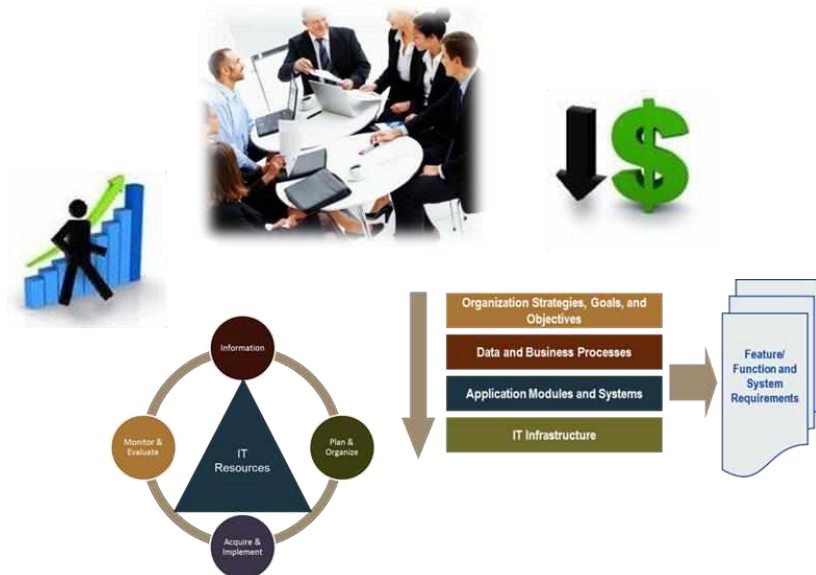 $
Organization Strategies, Goals, and
Objectives
Data and Business Processes
Application Modules and Systems
IT Infrastructure
Feature/
Function and
System
Requirements
Information
Monitor &
Evaluate
IT
Resources
Plan &
Organize
Acquire &
Implement